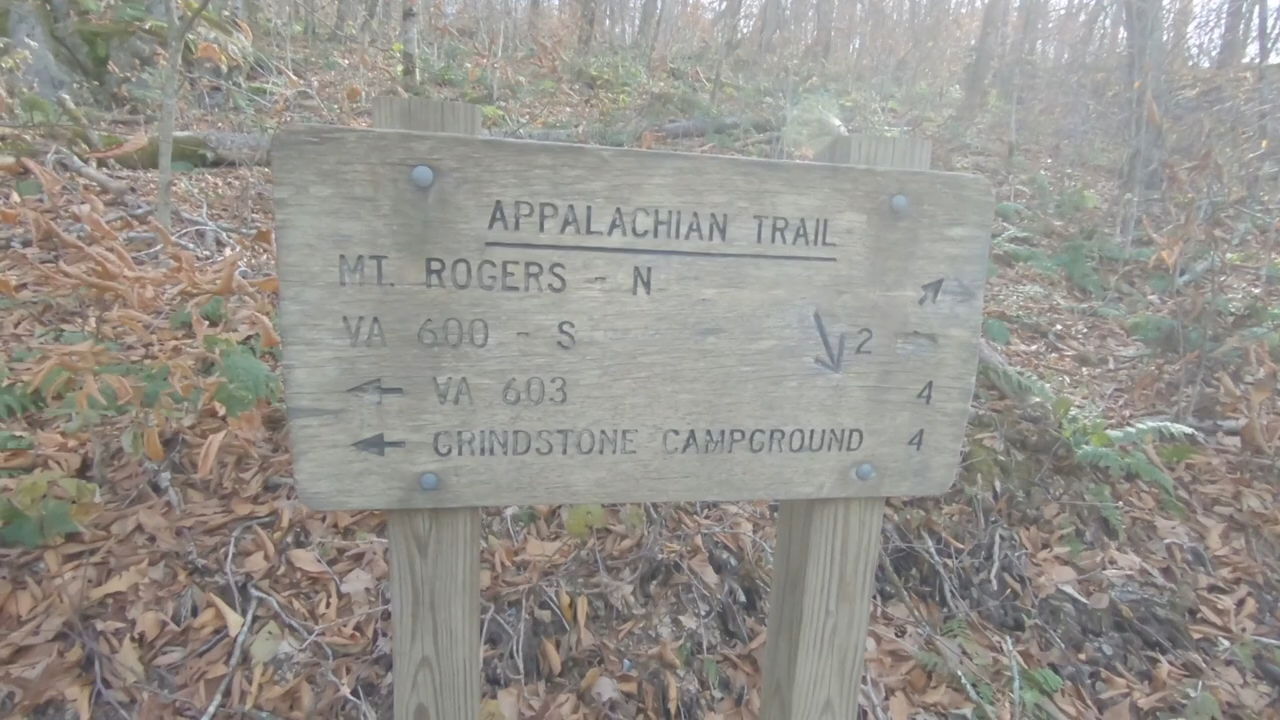 APPALACHIAN TRAIL
MT. ROGERS - N
VA 600 - S 2
VA 603 4
GRINDSTONE CAMPGROUND 4